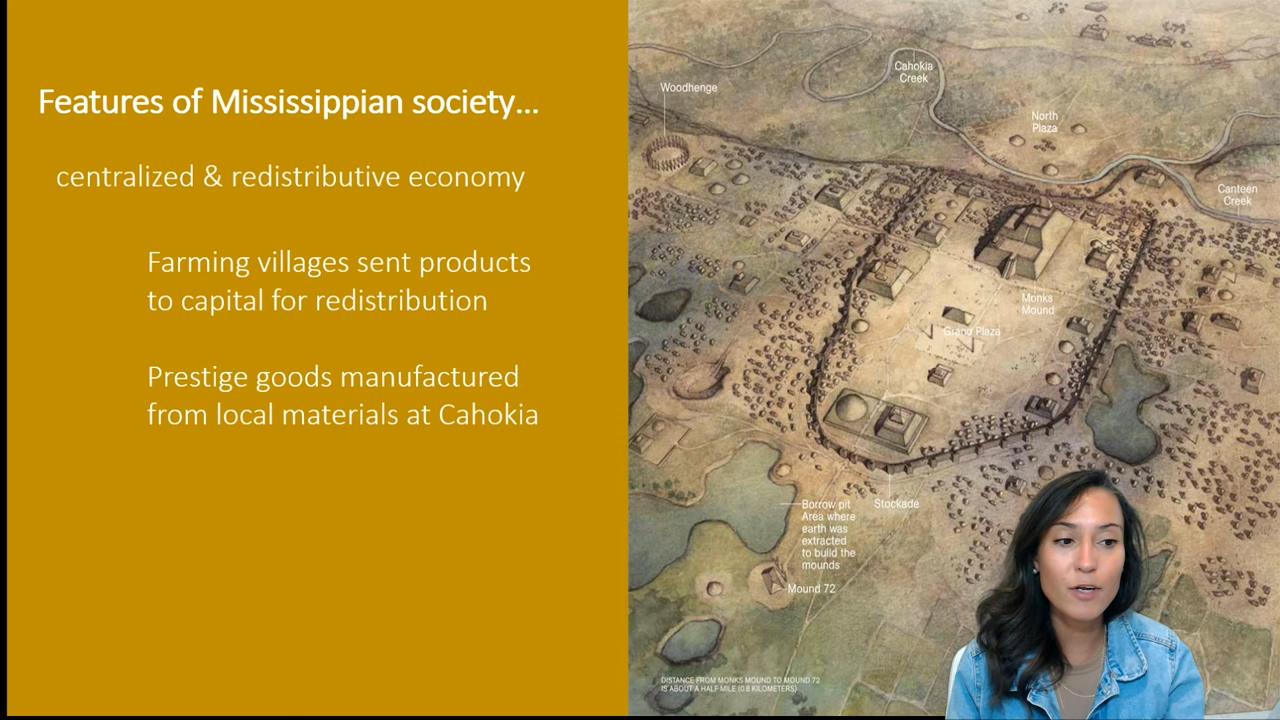 Features of Mississippian society...
centralized & redistributive economy
Farming villages sent products
to capital for redistribution
Prestige goods manufactured
from local materials at Cahokia
Woodhenge
Cahokia
Creek
North
Plaza
Canteen
Creek
Monks
Mound
Grand Plaza
Stockade
Borrow pit
Area where
earth was
extracted
to build the
mounds
Mound 72
DISTANCE FROM MONKS MOUND TO MOUND 72
IS ABOUT A HALF MILE (0.8 KILOMETERS)